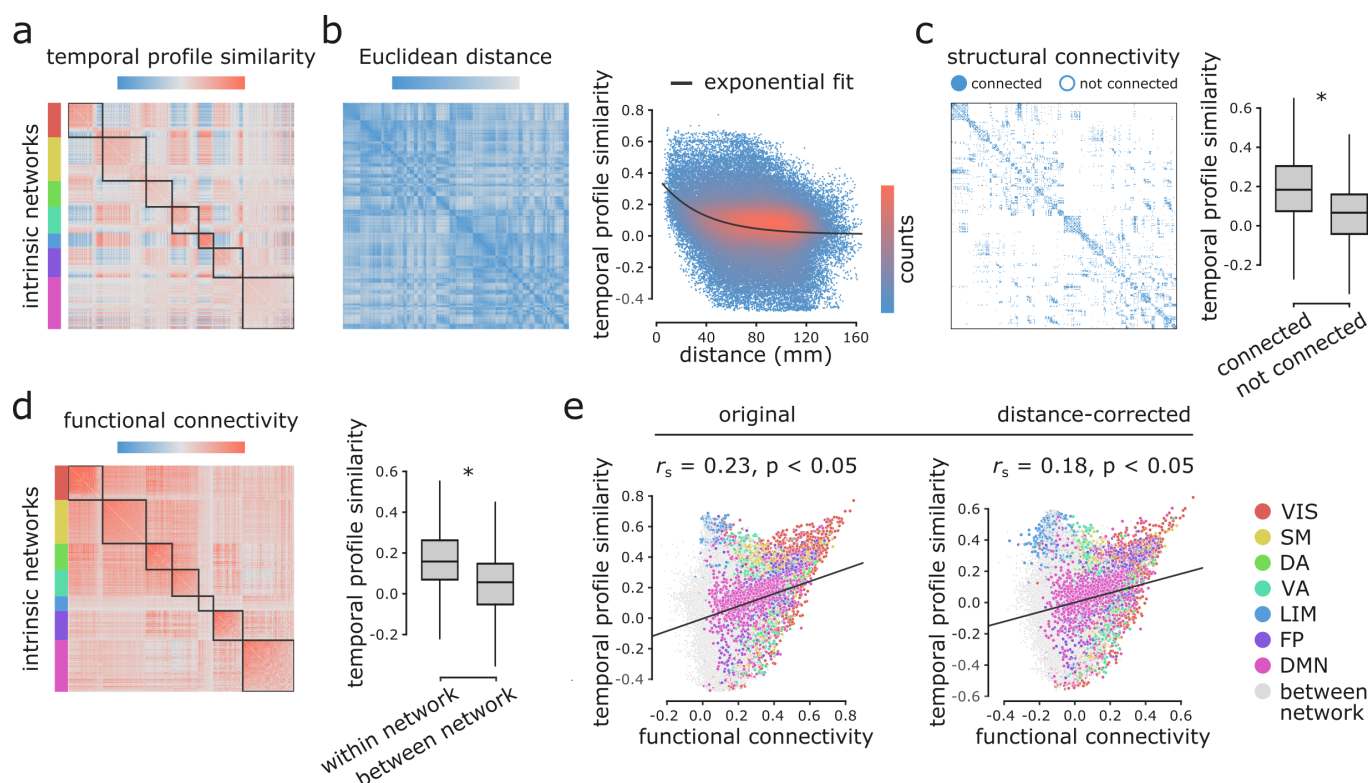 a
temporal profile similarity
intrinsic networks
b
Euclidean distance
exponential fit
temporal profile similarity
0.8
0.6
0.4
0.2
0.0
-0.2
-0.4
0 40 80 120 160
distance (mm)
counts
c
structural connectivity
connected not connected
temporal profile similarity
0.6
0.4
0.2
0.0
-0.2
*
connected
not connected
d
functional connectivity
intrinsic networks
temporal profile similarity
0.6
0.4
0.2
0.0
-0.2
*
within network
between network
e
original
rs = 0.23, p < 0.05
temporal profile similarity
0.8
0.6
0.4
0.2
0.0
-0.2
-0.4
-0.2 0.0 0.2 0.4 0.6 0.8
functional connectivity
distance-corrected
rs = 0.18, p < 0.05
temporal profile similarity
0.6
0.4
0.2
0.0
-0.2
-0.4
-0.6
-0.4 -0.2 0.0 0.2 0.4 0.6
functional connectivity
VIS
SM
DA
VA
LIM
FP
DMN
between
network